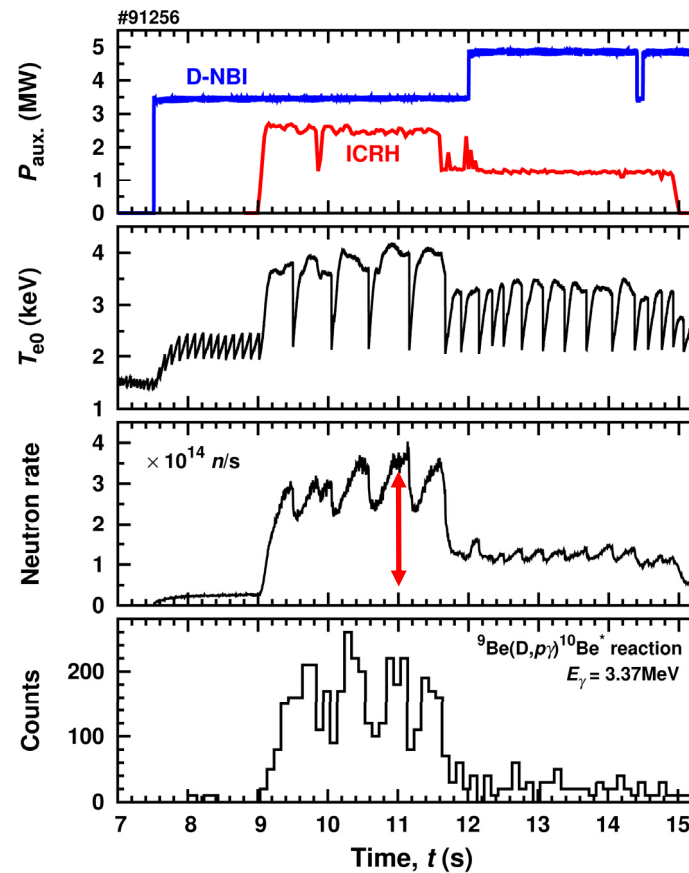 #91256
P_aux. (MW)
5
4
3
2
1
0
D-NBI
ICRH
T_e0 (keV)
4
3
2
1
Neutron rate
4
3
2
1
0
× 10^14 n/s
Counts
200
100
0
^9Be(D,pγ)^10Be* reaction
E_γ = 3.37MeV
7 8 9 10 11 12 13 14 15
Time, t (s)